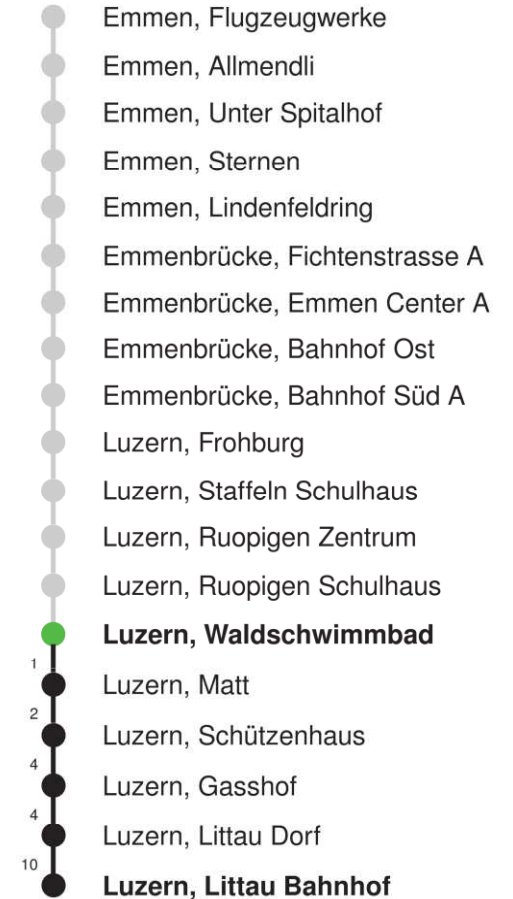 Emmen, Flugzeugwerke
Emmen, Allmendli
Emmen, Unter Spitalhof
Emmen, Sternen
Emmen, Lindenfeldring
Emmenbrücke, Fichtenstrasse A
Emmenbrücke, Emmen Center A
Emmenbrücke, Bahnhof Ost
Emmenbrücke, Bahnhof Süd A
Luzern, Frohburg
Luzern, Staffeln Schulhaus
Luzern, Ruopigen Zentrum
Luzern, Ruopigen Schulhaus
Luzern, Waldschwimmbad
1 Luzern, Matt
2 Luzern, Schützenhaus
4 Luzern, Gasshof
4 Luzern, Littau Dorf
10 Luzern, Littau Bahnhof